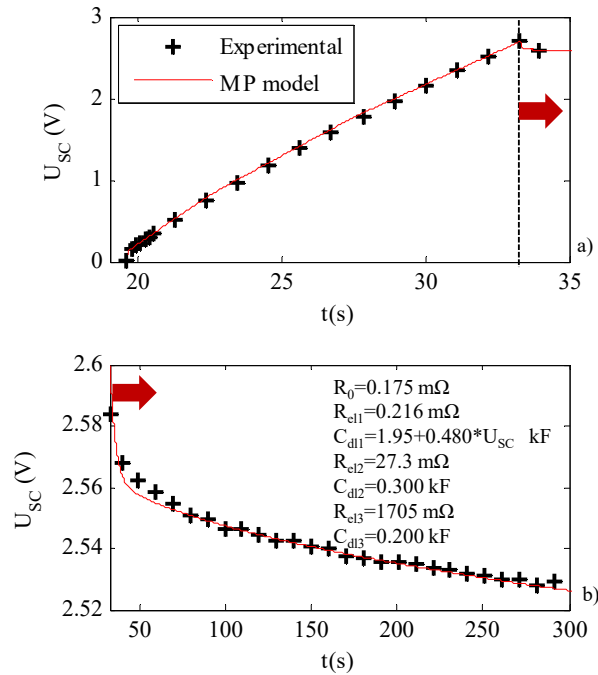 3
2
1
0
U_SC (V)
Experimental
MP model
20
25
30
35
a)
t(s)
2.6
2.58
2.56
2.54
2.52
U_SC (V)
R_0=0.175 mΩ
R_el1=0.216 mΩ
C_dl1=1.95+0.480*U_SC kF
R_el2=27.3 mΩ
C_dl2=0.300 kF
R_el3=1705 mΩ
C_dl3=0.200 kF
50
100
150
200
250
300
b)
t(s)